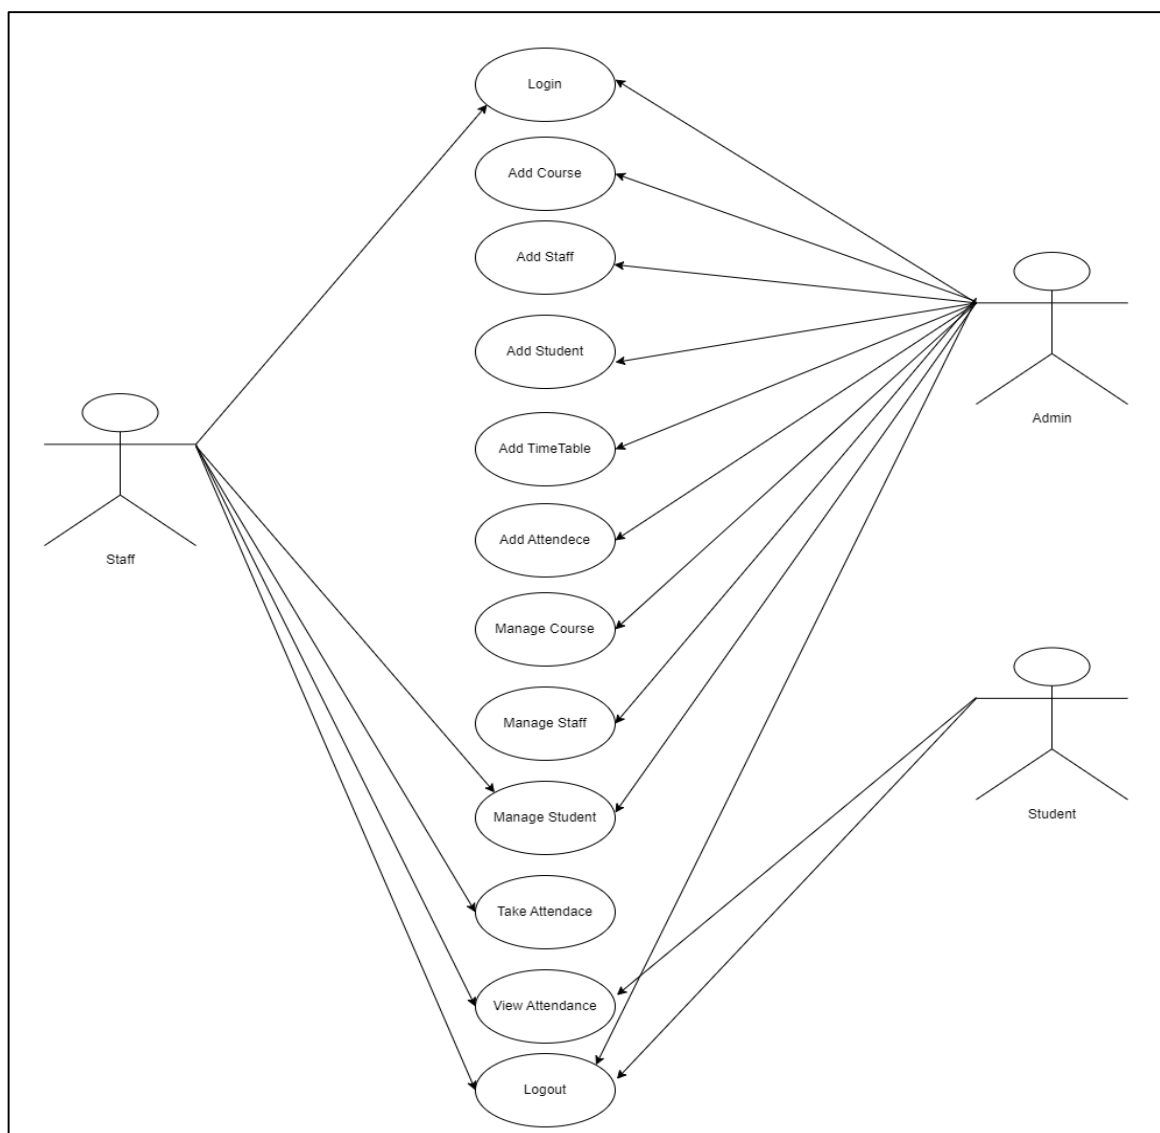 Login
Add Course
Add Staff
Add Student
Admin
Add TimeTable
Add Attendece
Staff
Manage Course
Manage Staff
Manage Student
Student
Take Attendace
View Attendance
Logout